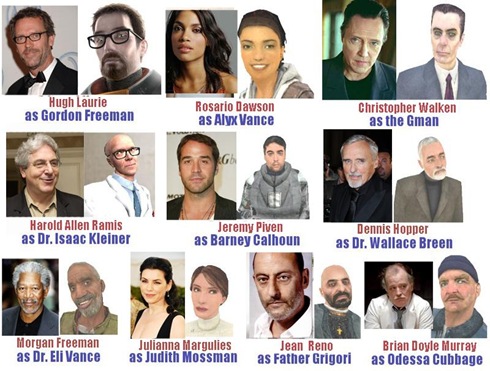 Hugh Laurie
as Gordon Freeman
Rosario Dawson
as Alyx Vance
Christopher Walken
as the Gman
Harold Allen Ramis
as Dr. Isaac Kleiner
Jeremy Piven
as Barney Calhoun
Dennis Hopper
as Dr. Wallace Breen
Morgan Freeman
as Dr. Eli Vance
Julianna Margulies
as Judith Mossman
Jean Reno
as Father Grigori
Brian Doyle Murray
as Odessa Cubbage